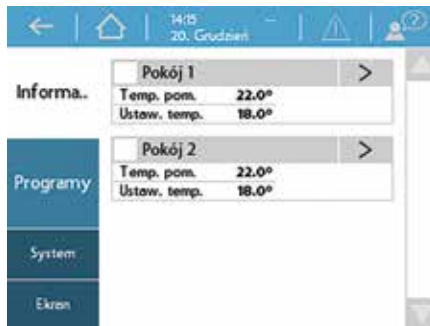 14:15
20. Grudzień
Informa..
Pokój 1
Temp. pom. 22.0°
Ustaw. temp. 18.0°
Pokój 2
Temp. pom. 22.0°
Ustaw. temp. 18.0°
Programy
System
Ekran